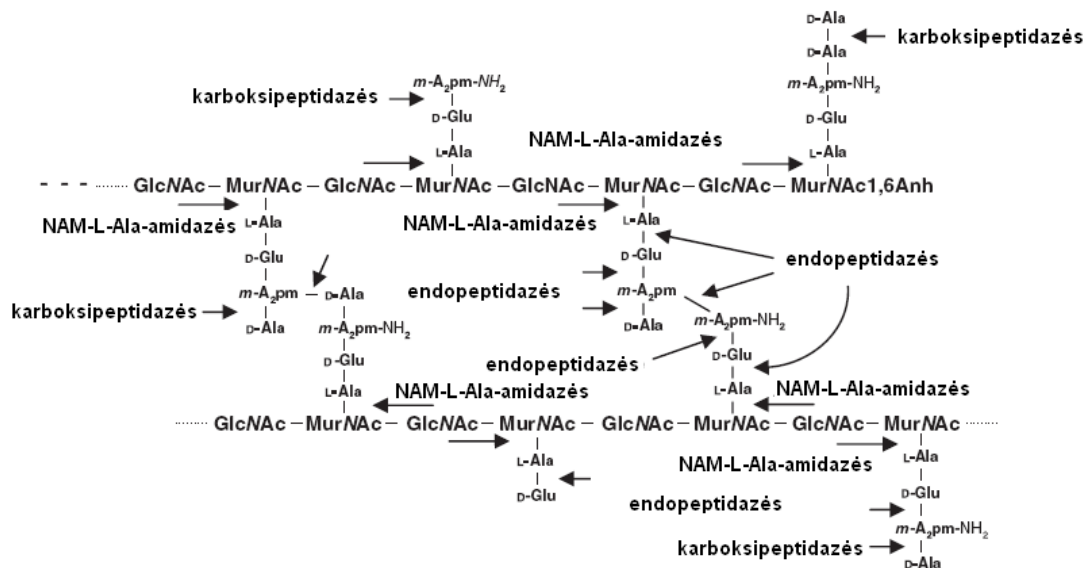 D-Ala
D-Ala
karboksipeptidazės
m-A2pm-NH2
m-A2pm-NH2
karboksipeptidazės
D-Glu
D-Glu
NAM-L-Ala-amidazės
L-Ala
L-Ala
GlcNAc – MurNAc – GlcNAc – MurNAc – GlcNAc – MurNAc – GlcNAc – MurNAc1,6Anh
NAM-L-Ala-amidazės
L-Ala
NAM-L-Ala-amidazės
L-Ala
D-Glu
D-Glu
endopeptidazės
m-A2pm – D-Ala
endopeptidazės
m-A2pm
karboksipeptidazės
D-Ala
m-A2pm-NH2
D-Ala
m-A2pm-NH2
D-Glu
endopeptidazės
D-Glu
L-Ala
NAM-L-Ala-amidazės
L-Ala
NAM-L-Ala-amidazės
GlcNAc – MurNAc – GlcNAc – MurNAc – GlcNAc – MurNAc – GlcNAc – MurNAc
L-Ala
NAM-L-Ala-amidazės
L-Ala
D-Glu
endopeptidazės
D-Glu
m-A2pm-NH2
karboksipeptidazės
D-Ala